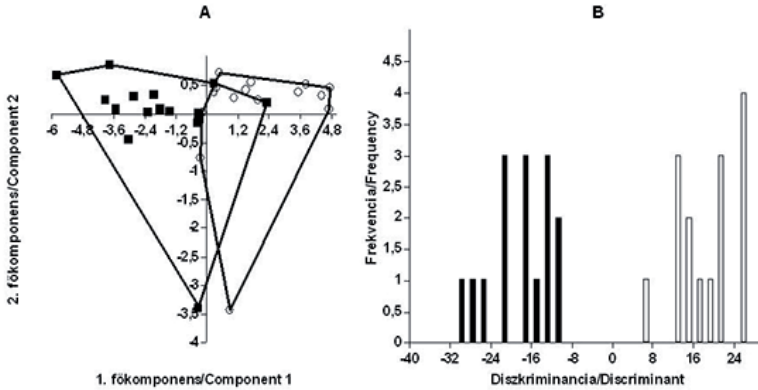 A
B
0,5
-6 -4,8 -3,6 -2,4 -1,2 0 1,2 2,4 3,6 4,8
-0,5
-1
-1,5
-2
-2,5
-3
-3,5
-4
2. főkomponens/Component 2
1. főkomponens/Component 1
4,5
4
3,5
3
2,5
2
1,5
1
0,5
0
-40 -32 -24 -16 -8 0 8 16 24
Frekvencia/Frequency
Diszkriminancia/Discriminant